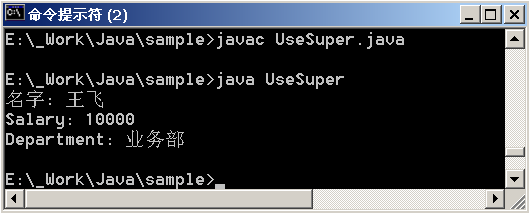 命令提示符 (2)
E:\_Work\Java\sample>javac UseSuper.java
E:\_Work\Java\sample>java UseSuper
名字: 王飞
Salary: 10000
Department: 业务部
E:\_Work\Java\sample>